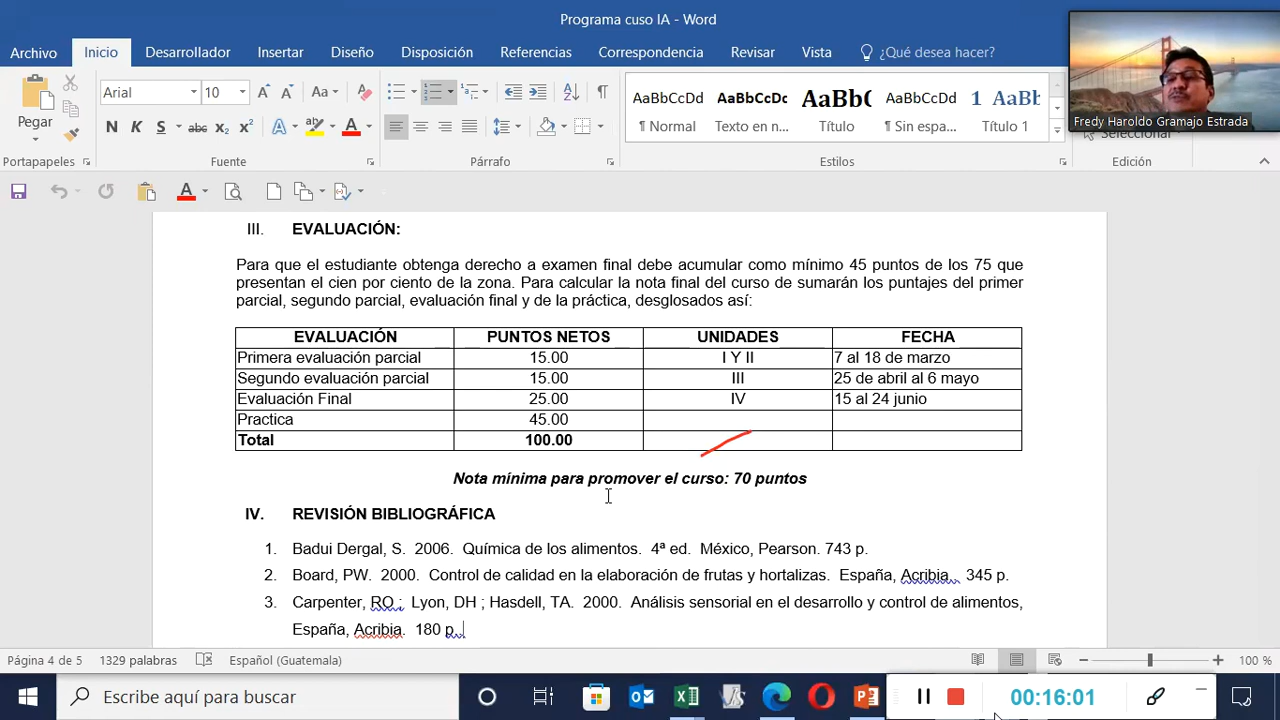 Programa cuso IA - Word
Archivo Inicio Desarrollador Insertar Diseño Disposición Referencias Correspondencia Revisar Vista ¿Qué desea hacer?
Fredy Haroldo Gramajo Estrada
Pegar
Arial 10
N K S abc x₂ x² A A
Aa
AaBbCcDd AaBbCcDc AaBbC AaBbCcDd 1 AaBb
¶ Normal Texto en n... Título ¶ Sin espa... Título 1
Seleccionar
Portapapeles Fuente Párrafo Estilos Edición
III. EVALUACIÓN:
Para que el estudiante obtenga derecho a examen final debe acumular como mínimo 45 puntos de los 75 que
presentan el cien por ciento de la zona. Para calcular la nota final del curso de sumarán los puntajes del primer
parcial, segundo parcial, evaluación final y de la práctica, desglosados así:
EVALUACIÓN PUNTOS NETOS UNIDADES FECHA
Primera evaluación parcial 15.00 I Y II 7 al 18 de marzo
Segundo evaluación parcial 15.00 III 25 de abril al 6 mayo
Evaluación Final 25.00 IV 15 al 24 junio
Practica 45.00
Total 100.00
Nota mínima para promover el curso: 70 puntos
IV. REVISIÓN BIBLIOGRÁFICA
1. Badui Dergal, S. 2006. Química de los alimentos. 4ª ed. México, Pearson. 743 p.
2. Board, PW. 2000. Control de calidad en la elaboración de frutas y hortalizas. España, Acribia. 345 p.
3. Carpenter, RO.; Lyon, DH ; Hasdell, TA. 2000. Análisis sensorial en el desarrollo y control de alimentos,
España, Acribia. 180 p.
Página 4 de 5 1329 palabras Español (Guatemala) 100 %
Escribe aquí para buscar
00:16:01